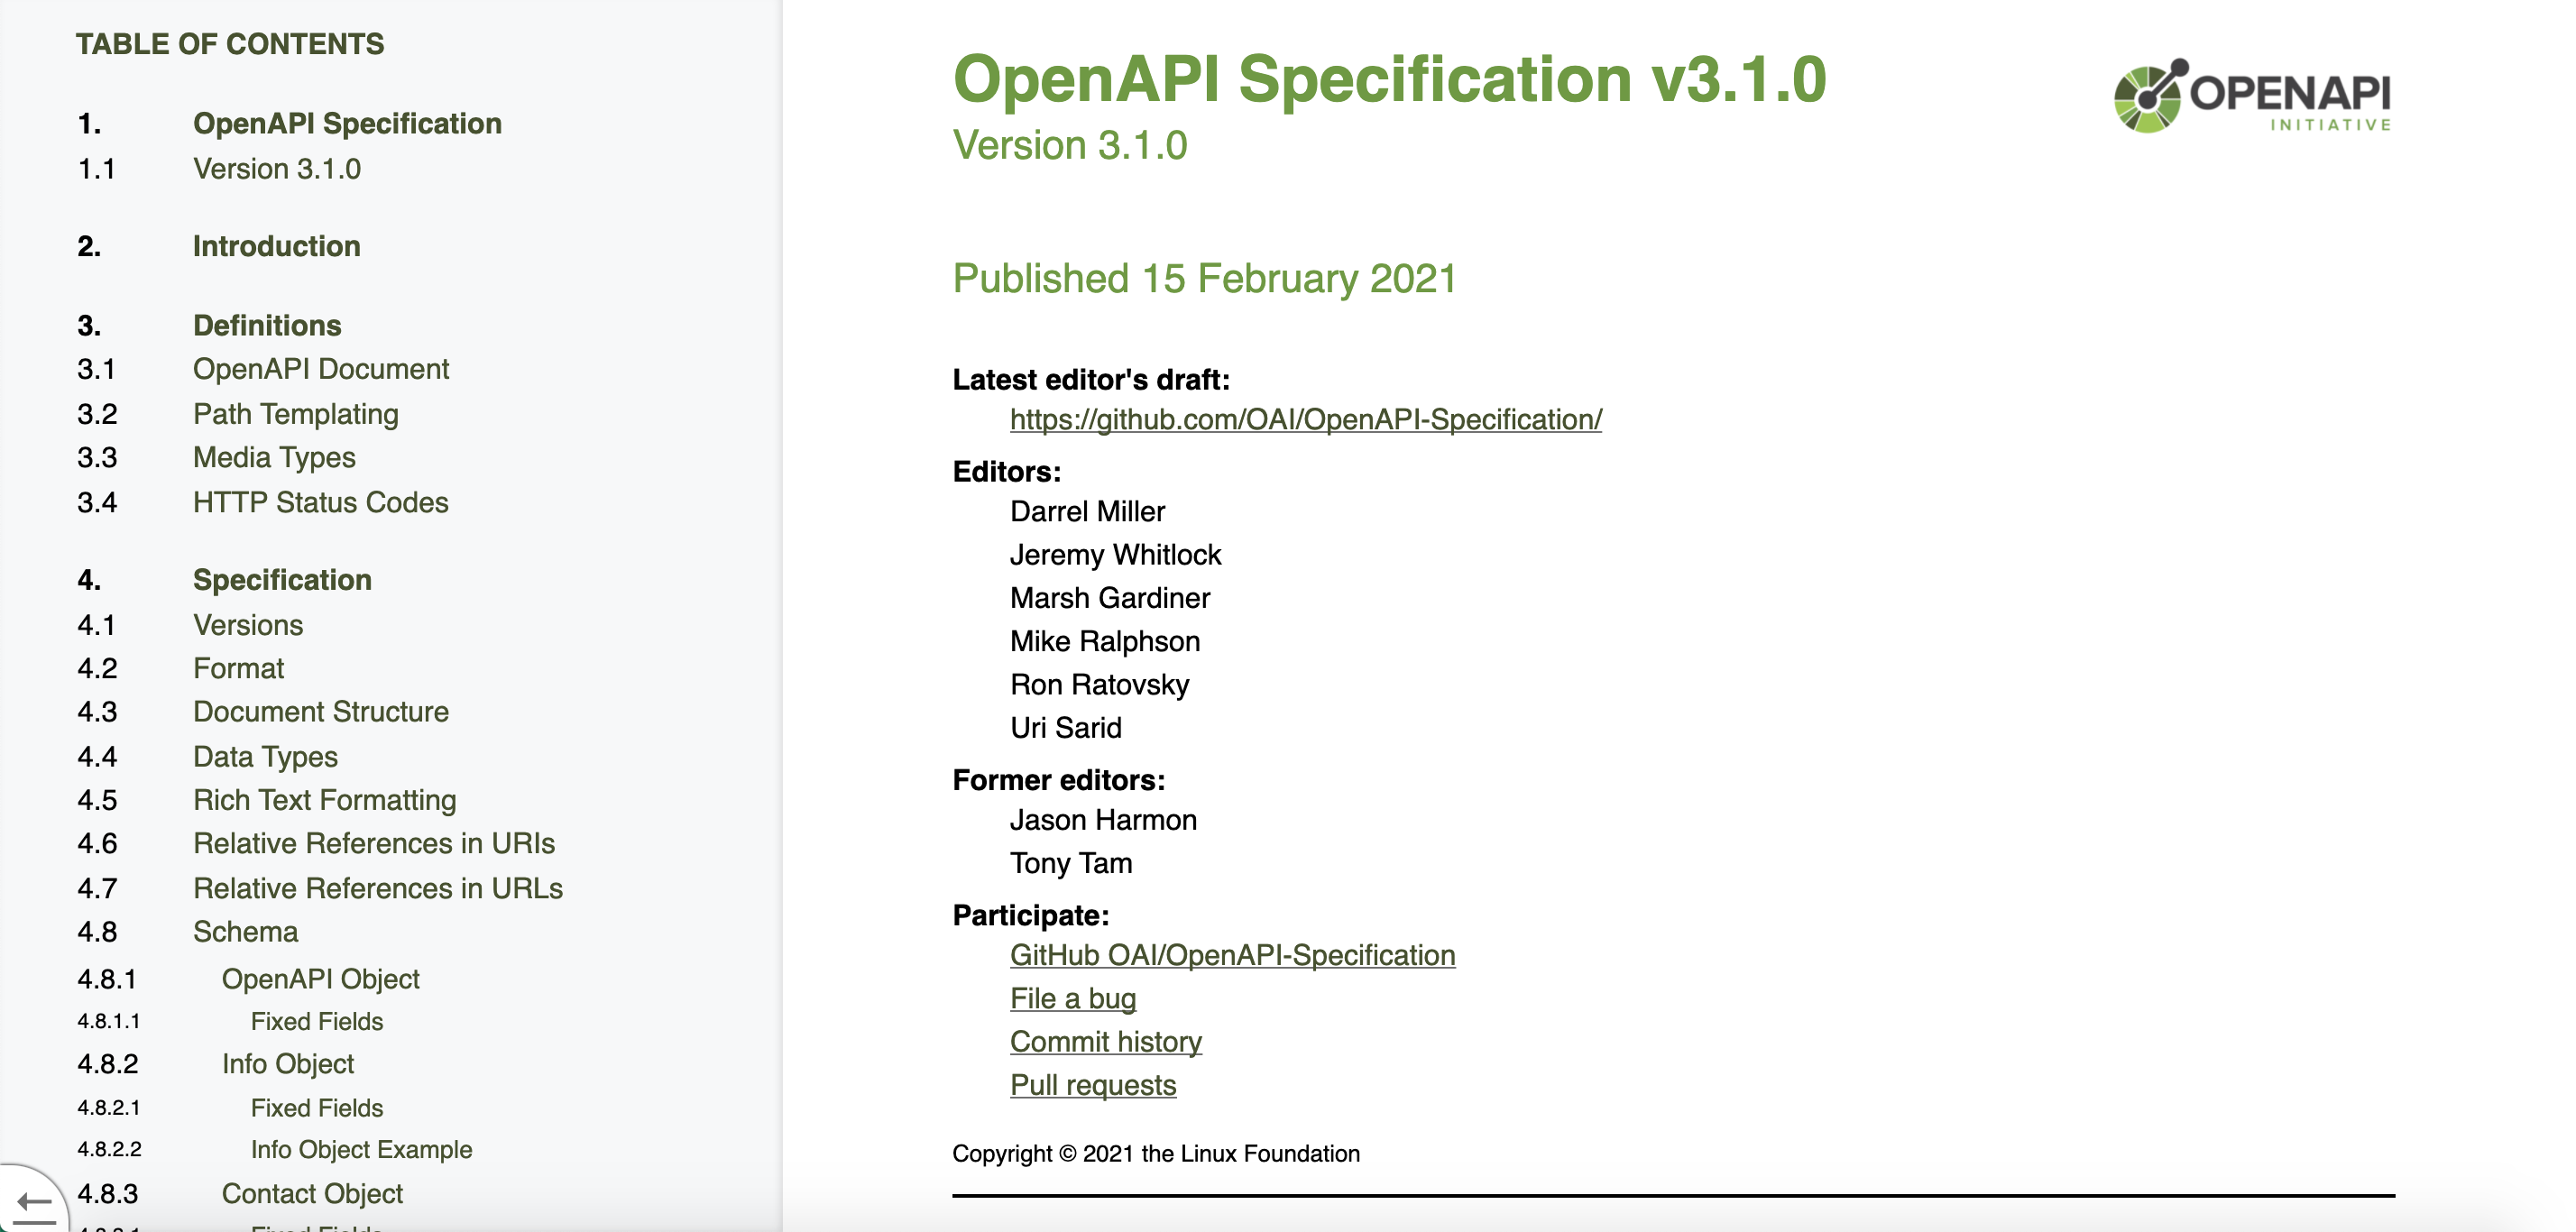 TABLE OF CONTENTS
1. OpenAPI Specification
1.1 Version 3.1.0
2. Introduction
3. Definitions
3.1 OpenAPI Document
3.2 Path Templating
3.3 Media Types
3.4 HTTP Status Codes
4. Specification
4.1 Versions
4.2 Format
4.3 Document Structure
4.4 Data Types
4.5 Rich Text Formatting
4.6 Relative References in URIs
4.7 Relative References in URLs
4.8 Schema
4.8.1 OpenAPI Object
4.8.1.1 Fixed Fields
4.8.2 Info Object
4.8.2.1 Fixed Fields
4.8.2.2 Info Object Example
4.8.3 Contact Object
OpenAPI Specification v3.1.0
OPENAPI
INITIATIVE
Version 3.1.0
Published 15 February 2021
Latest editor's draft:
https://github.com/OAI/OpenAPI-Specification/
Editors:
Darrel Miller
Jeremy Whitlock
Marsh Gardiner
Mike Ralphson
Ron Ratovsky
Uri Sarid
Former editors:
Jason Harmon
Tony Tam
Participate:
GitHub OAI/OpenAPI-Specification
File a bug
Commit history
Pull requests
Copyright © 2021 the Linux Foundation